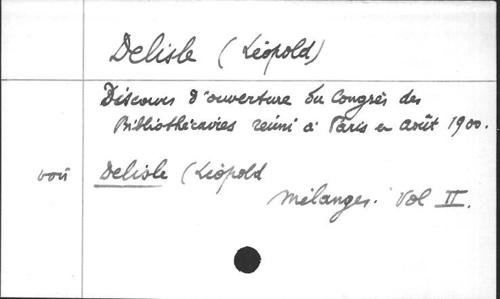 Delisle (Léopold)
Discours d'ouverture du Congrès des
Bibliothécaires réuni à Paris en août 1900.
voir Delisle (Léopold
Mélanges. Vol II.